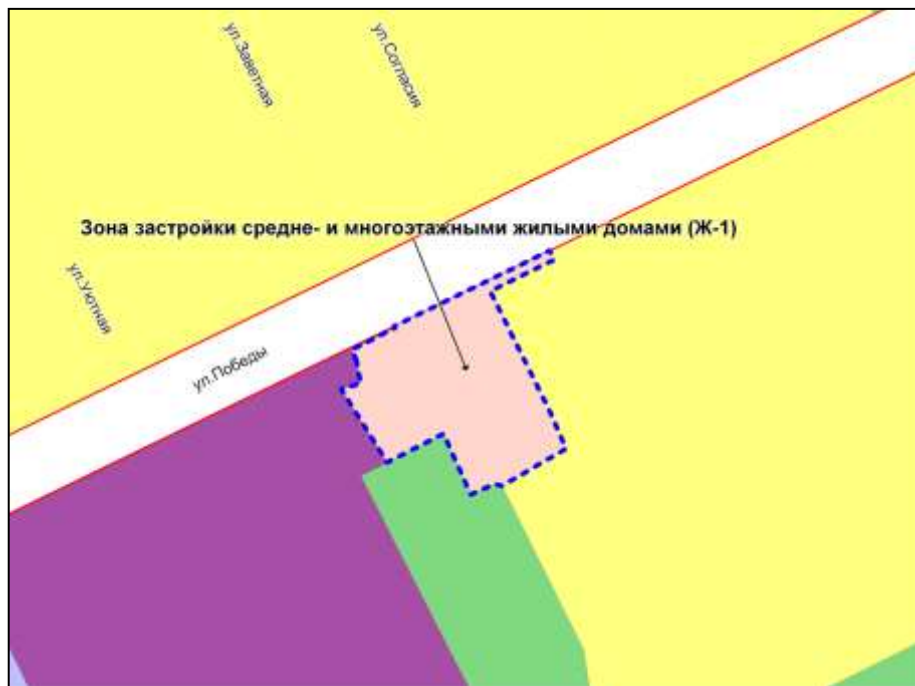 ул.Заветная
ул.Согласия
Зона застройки средне- и многоэтажными жилыми домами (Ж-1)
ул.Уютная
ул.Победы